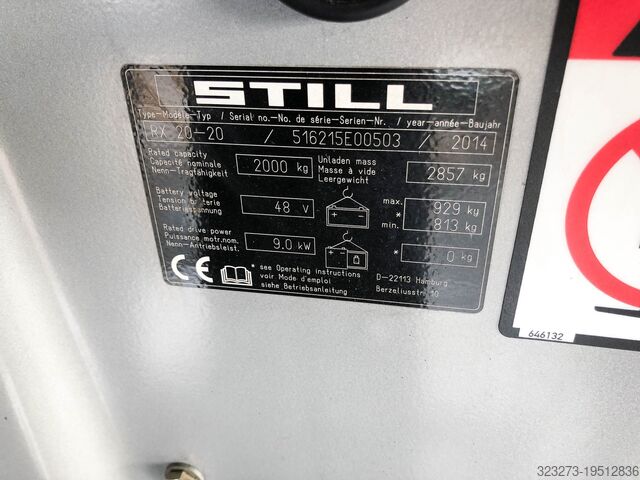 STILL
Type-Modèle-Typ / Serial no.-No. de série-Serien-Nr. / year-année-Baujahr
RX 20-20 / 516215E00503 / 2014
Rated capacity
Capacité nominale
Nenn-Tragfähigkeit
2000 kg
Unladen mass
Masse à vide
Leergewicht
2857 kg
Battery voltage
Tension batterie
Batteriespannung
48 V
max. 929 kg
*
min. 813 kg
Rated drive power
Puissance motr.nom.
Nenn-Antriebsleist.
9.0 kW
* 0 kg
CE
* see Operating instructions
voir Mode d'emploi
siehe Betriebsanleitung
D-22113 Hamburg
Berzeliusstr. 10
646132
323273-19512836